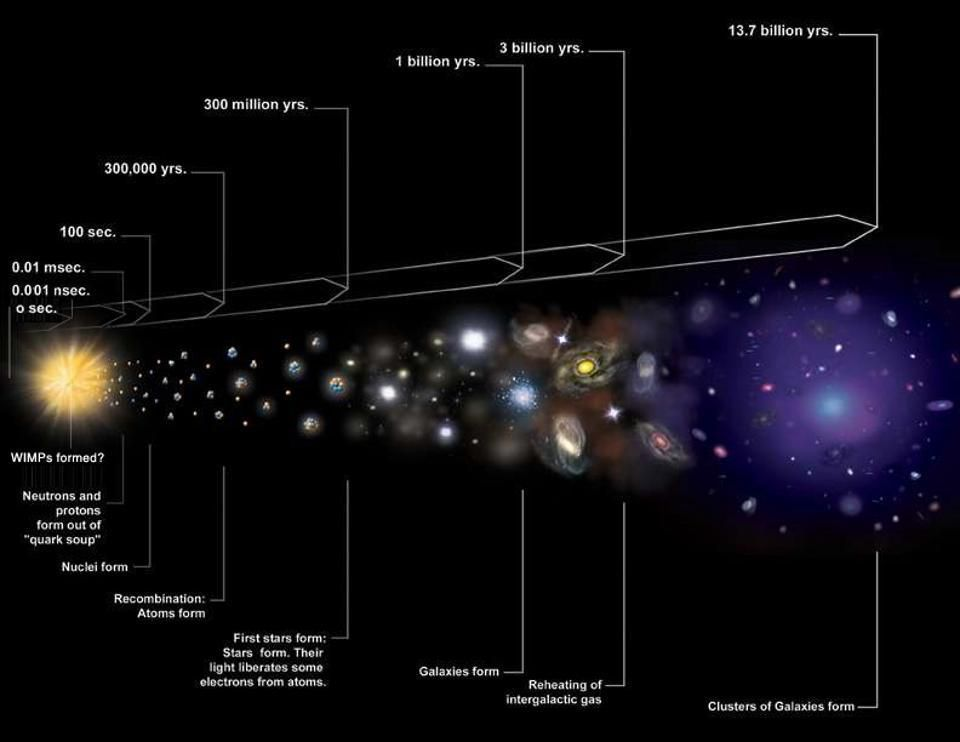 13.7 billion yrs.
3 billion yrs.
1 billion yrs.
300 million yrs.
300,000 yrs.
100 sec.
0.01 msec.
0.001 nsec.
o sec.
WIMPs formed?
Neutrons and
protons
form out of
"quark soup"
Nuclei form
Recombination:
Atoms form
First stars form:
Stars form. Their
light liberates some
electrons from atoms.
Galaxies form
Reheating of
intergalactic gas
Clusters of Galaxies form